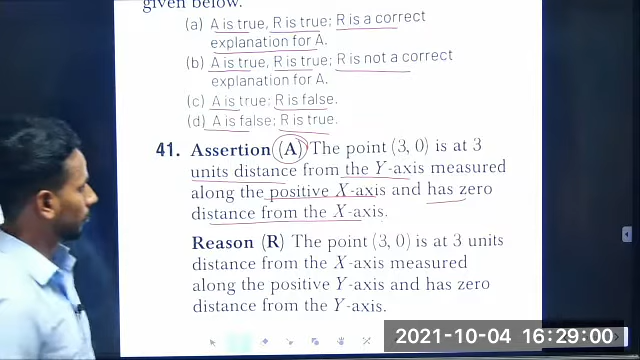 given below.
(a) A is true, R is true; R is a correct
explanation for A.
(b) A is true, R is true; R is not a correct
explanation for A.
(c) A is true; R is false.
(d) A is false; R is true.
41. Assertion (A) The point (3, 0) is at 3
units distance from the Y-axis measured
along the positive X-axis and has zero
distance from the X-axis.
Reason (R) The point (3, 0) is at 3 units
distance from the X-axis measured
along the positive Y-axis and has zero
distance from the Y-axis.
2021-10-04 16:29:00